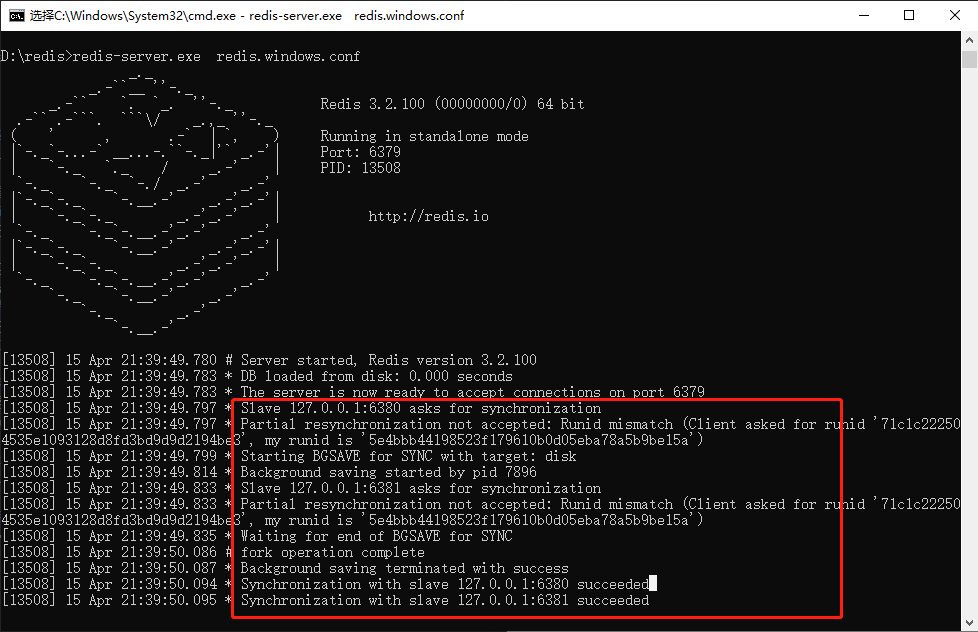 选择C:\Windows\System32\cmd.exe - redis-server.exe  redis.windows.conf
D:\redis>redis-server.exe  redis.windows.conf
Redis 3.2.100 (00000000/0) 64 bit
Running in standalone mode
Port: 6379
PID: 13508
http://redis.io
[13508] 15 Apr 21:39:49.780 # Server started, Redis version 3.2.100
[13508] 15 Apr 21:39:49.783 * DB loaded from disk: 0.000 seconds
[13508] 15 Apr 21:39:49.783 * The server is now ready to accept connections on port 6379
[13508] 15 Apr 21:39:49.797 * Slave 127.0.0.1:6380 asks for synchronization
[13508] 15 Apr 21:39:49.797 * Partial resynchronization not accepted: Runid mismatch (Client asked for runid '71c1c22250
4535e1093128d8fd3bd9d9d2194be3', my runid is '5e4bbb44198523f179610b0d05eba78a5b9be15a')
[13508] 15 Apr 21:39:49.799 * Starting BGSAVE for SYNC with target: disk
[13508] 15 Apr 21:39:49.814 * Background saving started by pid 7896
[13508] 15 Apr 21:39:49.833 * Slave 127.0.0.1:6381 asks for synchronization
[13508] 15 Apr 21:39:49.833 * Partial resynchronization not accepted: Runid mismatch (Client asked for runid '71c1c22250
4535e1093128d8fd3bd9d9d2194be3', my runid is '5e4bbb44198523f179610b0d05eba78a5b9be15a')
[13508] 15 Apr 21:39:49.835 * Waiting for end of BGSAVE for SYNC
[13508] 15 Apr 21:39:50.086 # fork operation complete
[13508] 15 Apr 21:39:50.087 * Background saving terminated with success
[13508] 15 Apr 21:39:50.094 * Synchronization with slave 127.0.0.1:6380 succeeded
[13508] 15 Apr 21:39:50.095 * Synchronization with slave 127.0.0.1:6381 succeeded